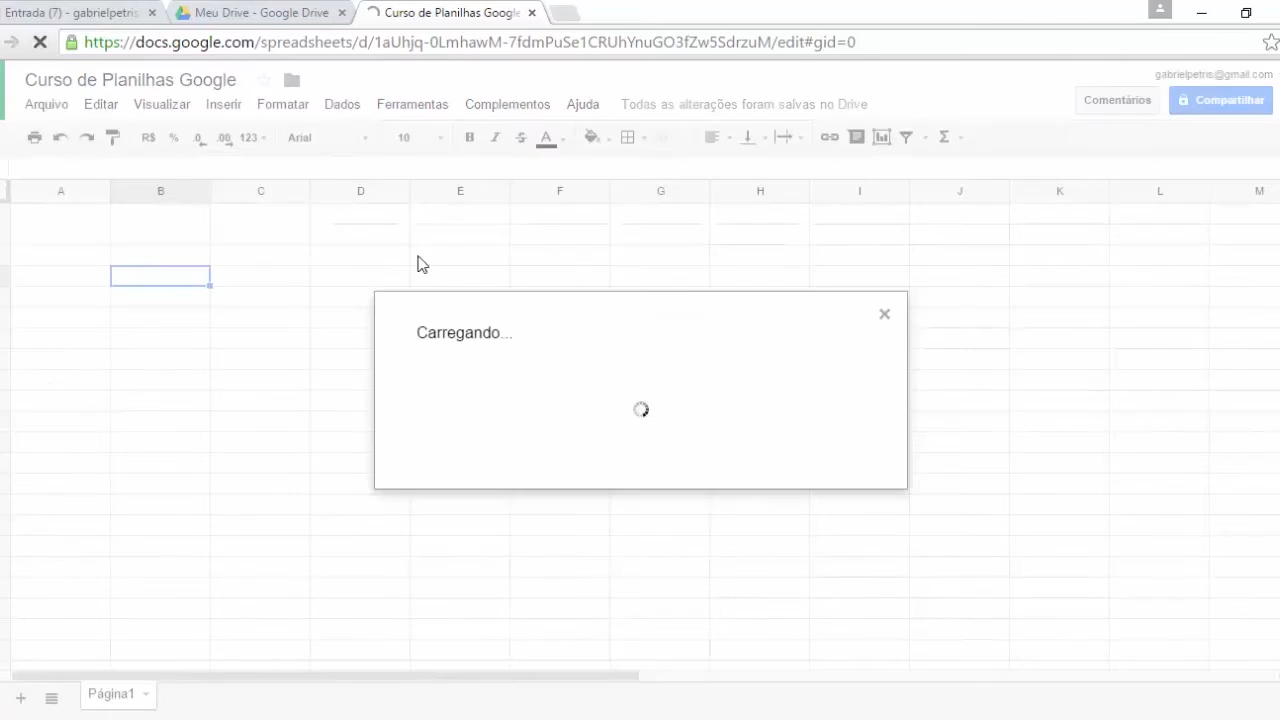 Entrada (7) - gabrielpetris
Meu Drive - Google Drive
Curso de Planilhas Google
https://docs.google.com/spreadsheets/d/1aUhjq-0LmhawM-7fdmPuSe1CRUhYnuGO3fZw5SdrzuM/edit#gid=0
Curso de Planilhas Google
gabrielpetris@gmail.com
Arquivo Editar Visualizar Inserir Formatar Dados Ferramentas Complementos Ajuda Todas as alterações foram salvas no Drive
Comentários
Compartilhar
R$ % .0 .00 123 Arial 10 B I S A Σ
A B C D E F G H I J K L M
Carregando...
+ Página1